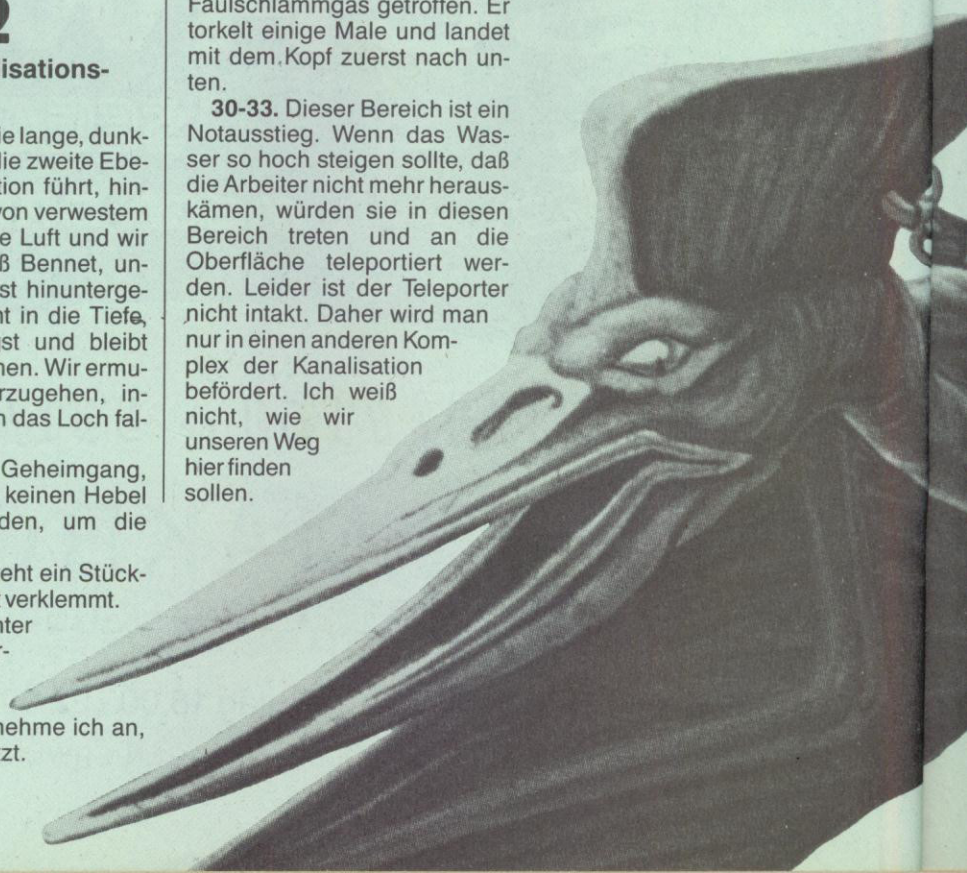 2
isations-
ie lange, dunk-
lie zweite Ebe-
tion führt, hin-
von verwestem
e Luft und wir
ß Bennet, un-
st hinunterge-
nt in die Tiefe,
gst und bleibt
hen. Wir ermu-
rzugehen, in-
n das Loch fal-
Geheimgang,
keinen Hebel
den, um die
eht ein Stück-
t verklemmt.
nter
r-
nehme ich an,
zt.
Faulschlammgas getroffen. Er
torkelt einige Male und landet
mit dem Kopf zuerst nach un-
ten.
30-33. Dieser Bereich ist ein
Notausstieg. Wenn das Was-
ser so hoch steigen sollte, daß
die Arbeiter nicht mehr heraus-
kämen, würden sie in diesen
Bereich treten und an die
Oberfläche teleportiert wer-
den. Leider ist der Teleporter
nicht intakt. Daher wird man
nur in einen anderen Kom-
plex der Kanalisation
befördert. Ich weiß
nicht, wie wir
unseren Weg
hier finden
sollen.